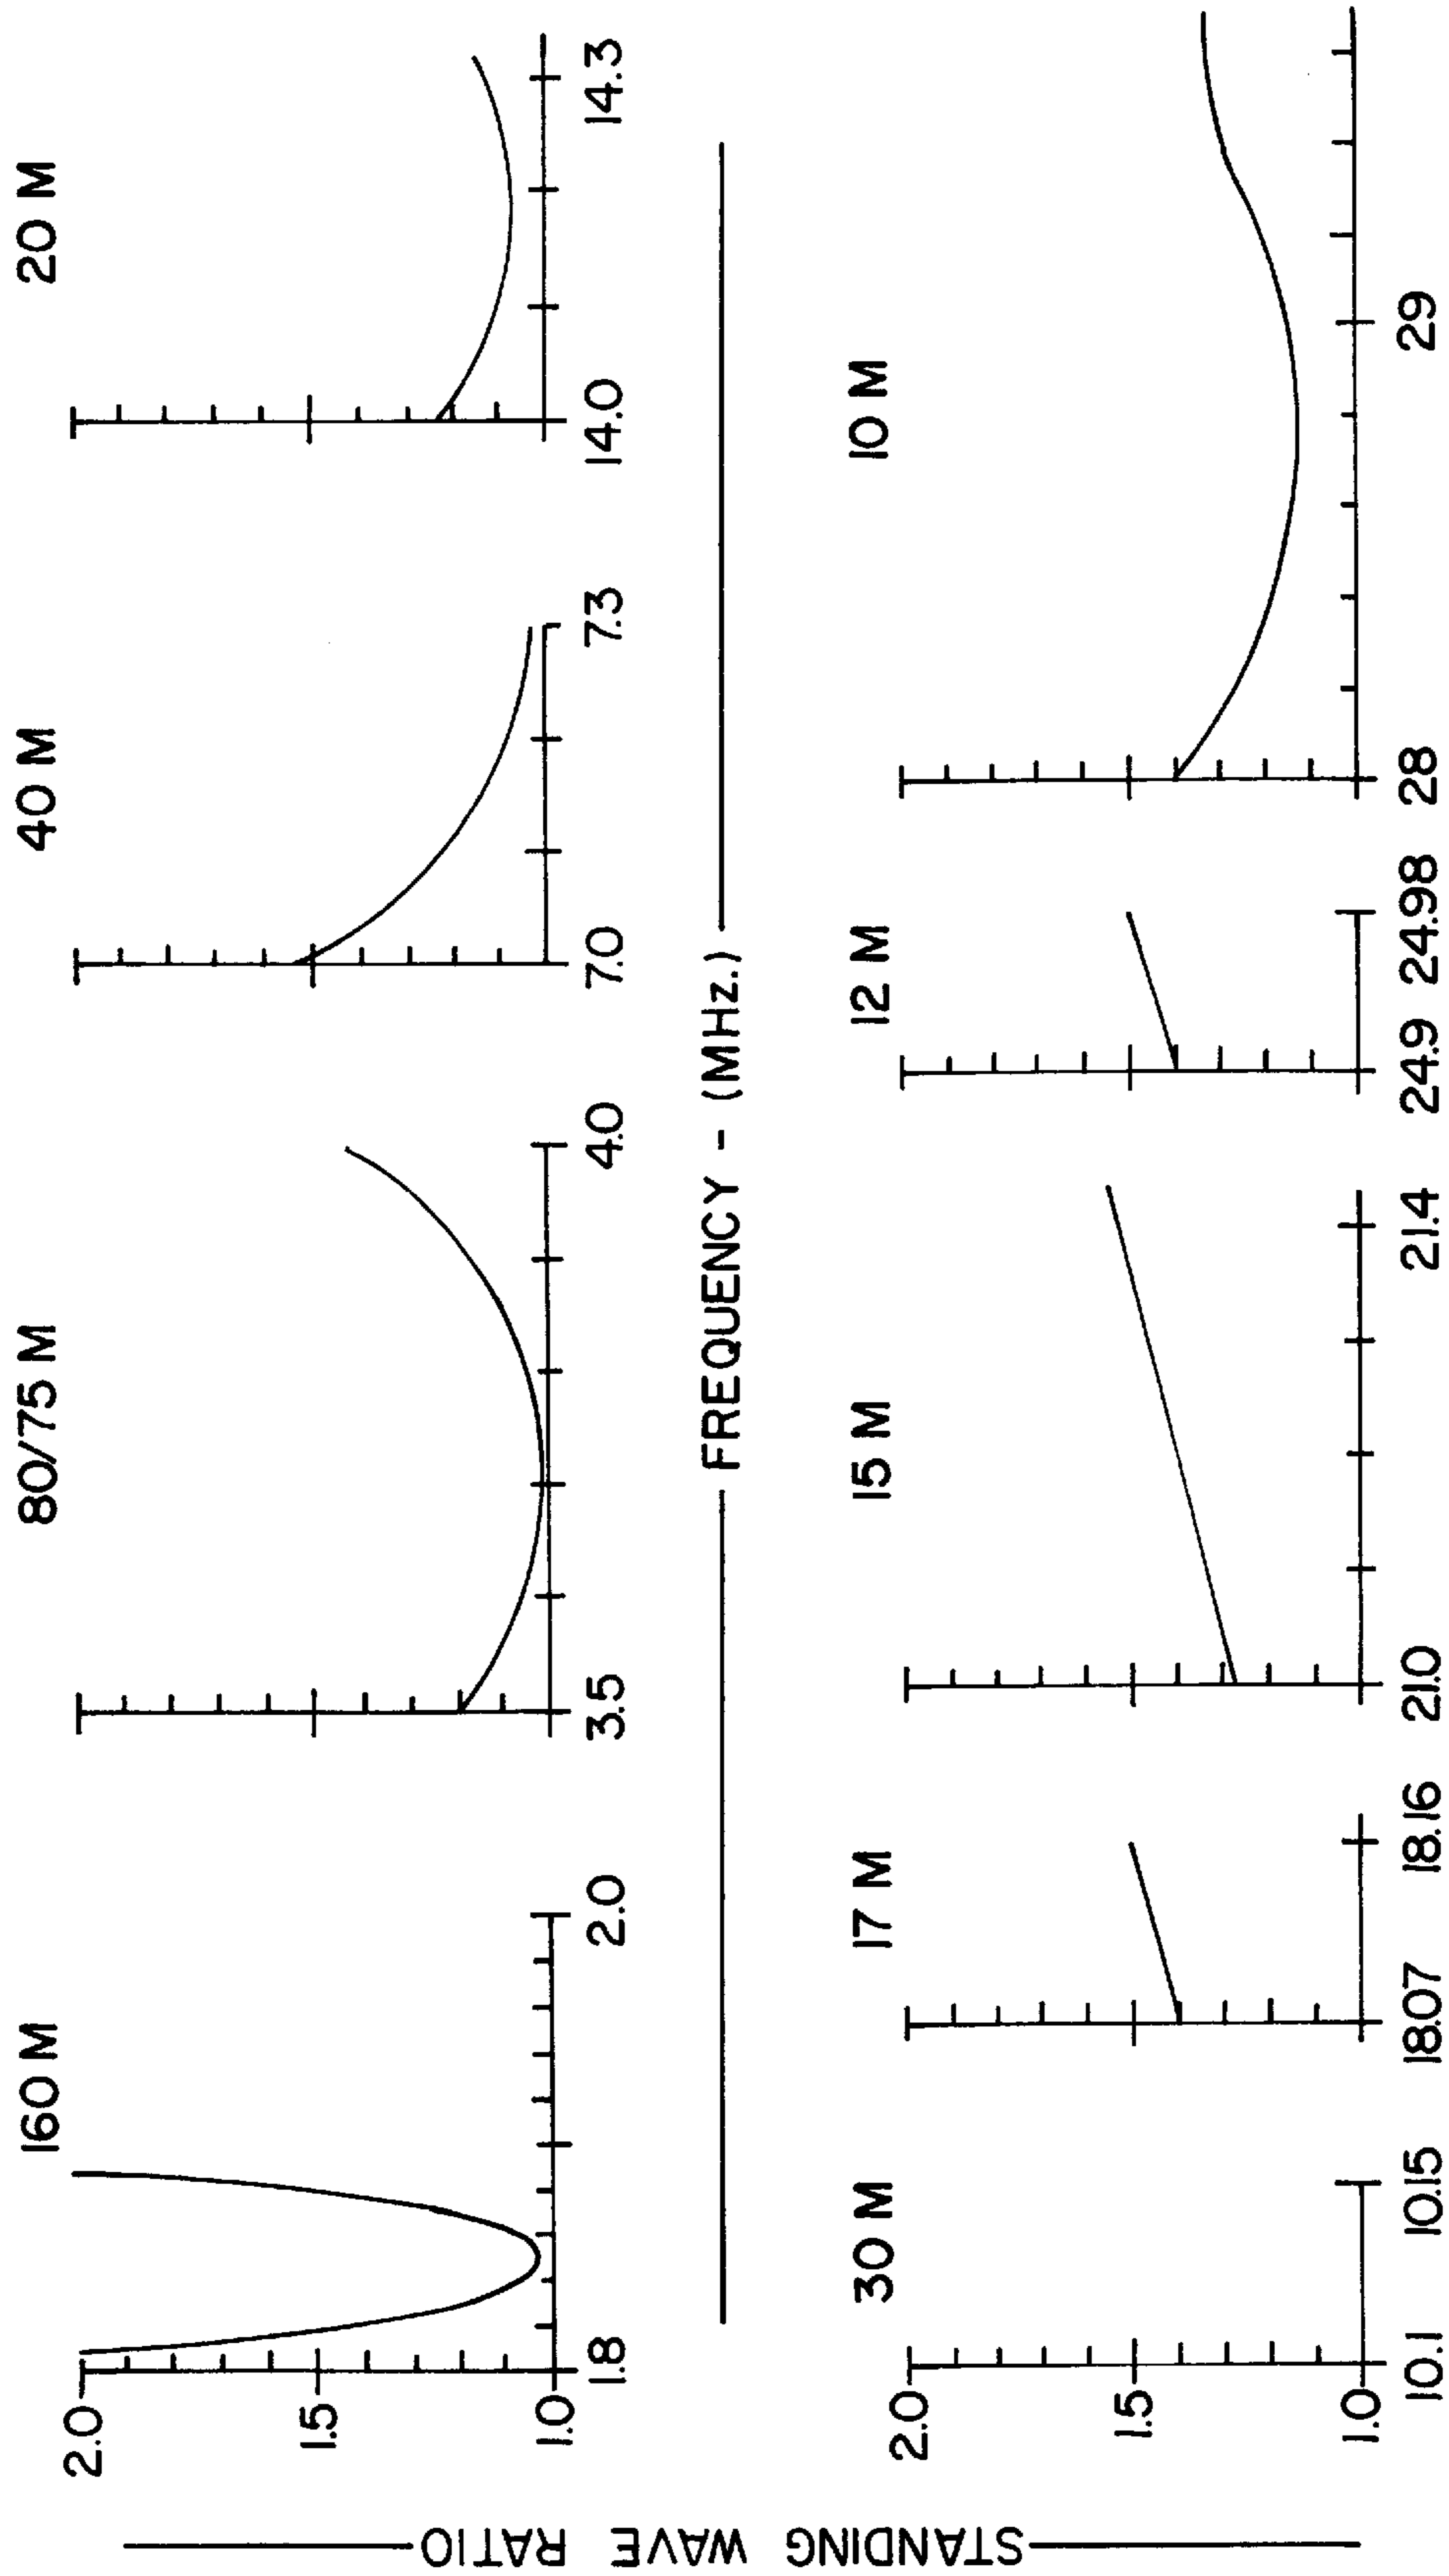 160 M
80/75 M
40 M
20 M
2.0
1.5
1.0
1.8
2.0
3.5
4.0
7.0
7.3
14.0
14.3
STANDING WAVE RATIO
FREQUENCY - (MHz.)
30 M
17 M
15 M
12 M
10 M
2.0
1.5
1.0
10.1
10.15
18.07
18.16
21.0
21.4
24.9
24.98
28
29